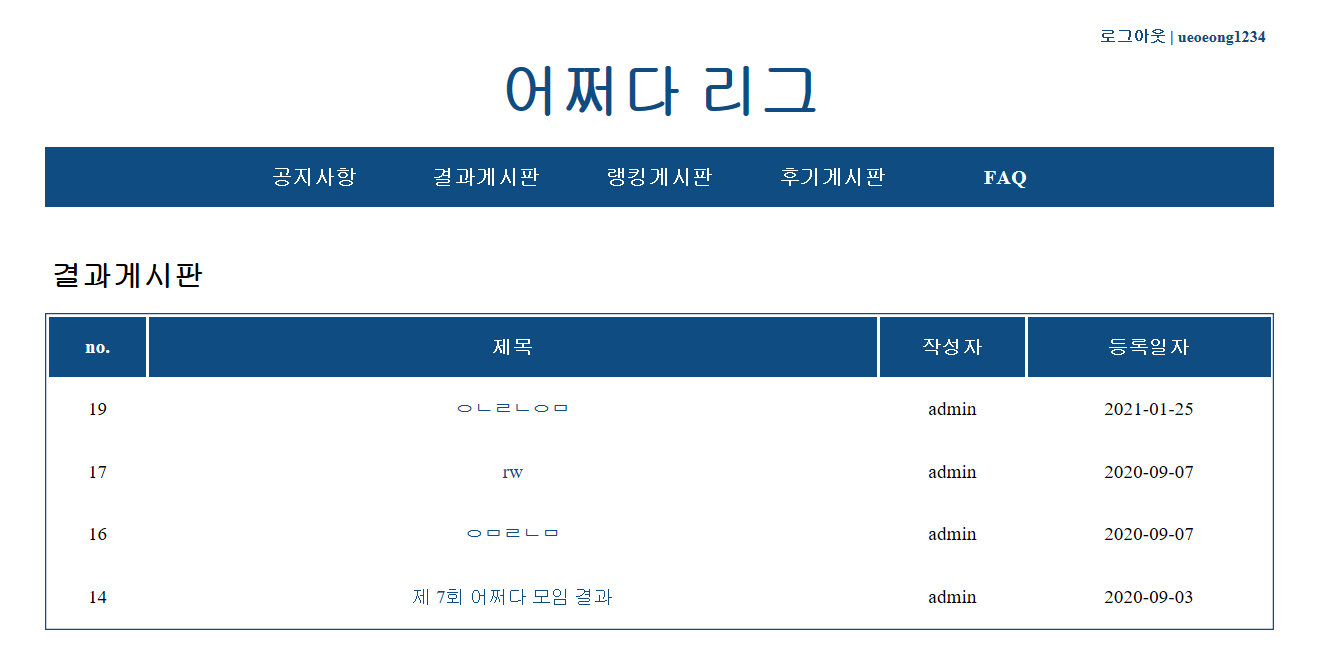 로그아웃 | ueoeong1234
어쩌다 리그
공지사항 결과게시판 랭킹게시판 후기게시판 FAQ
결과게시판
no. 제목 작성자 등록일자
19 ㅇㄴㄹㄴㅇㅁ admin 2021-01-25
17 rw admin 2020-09-07
16 ㅇㅁㄹㄴㅁ admin 2020-09-07
14 제 7회 어쩌다 모임 결과 admin 2020-09-03